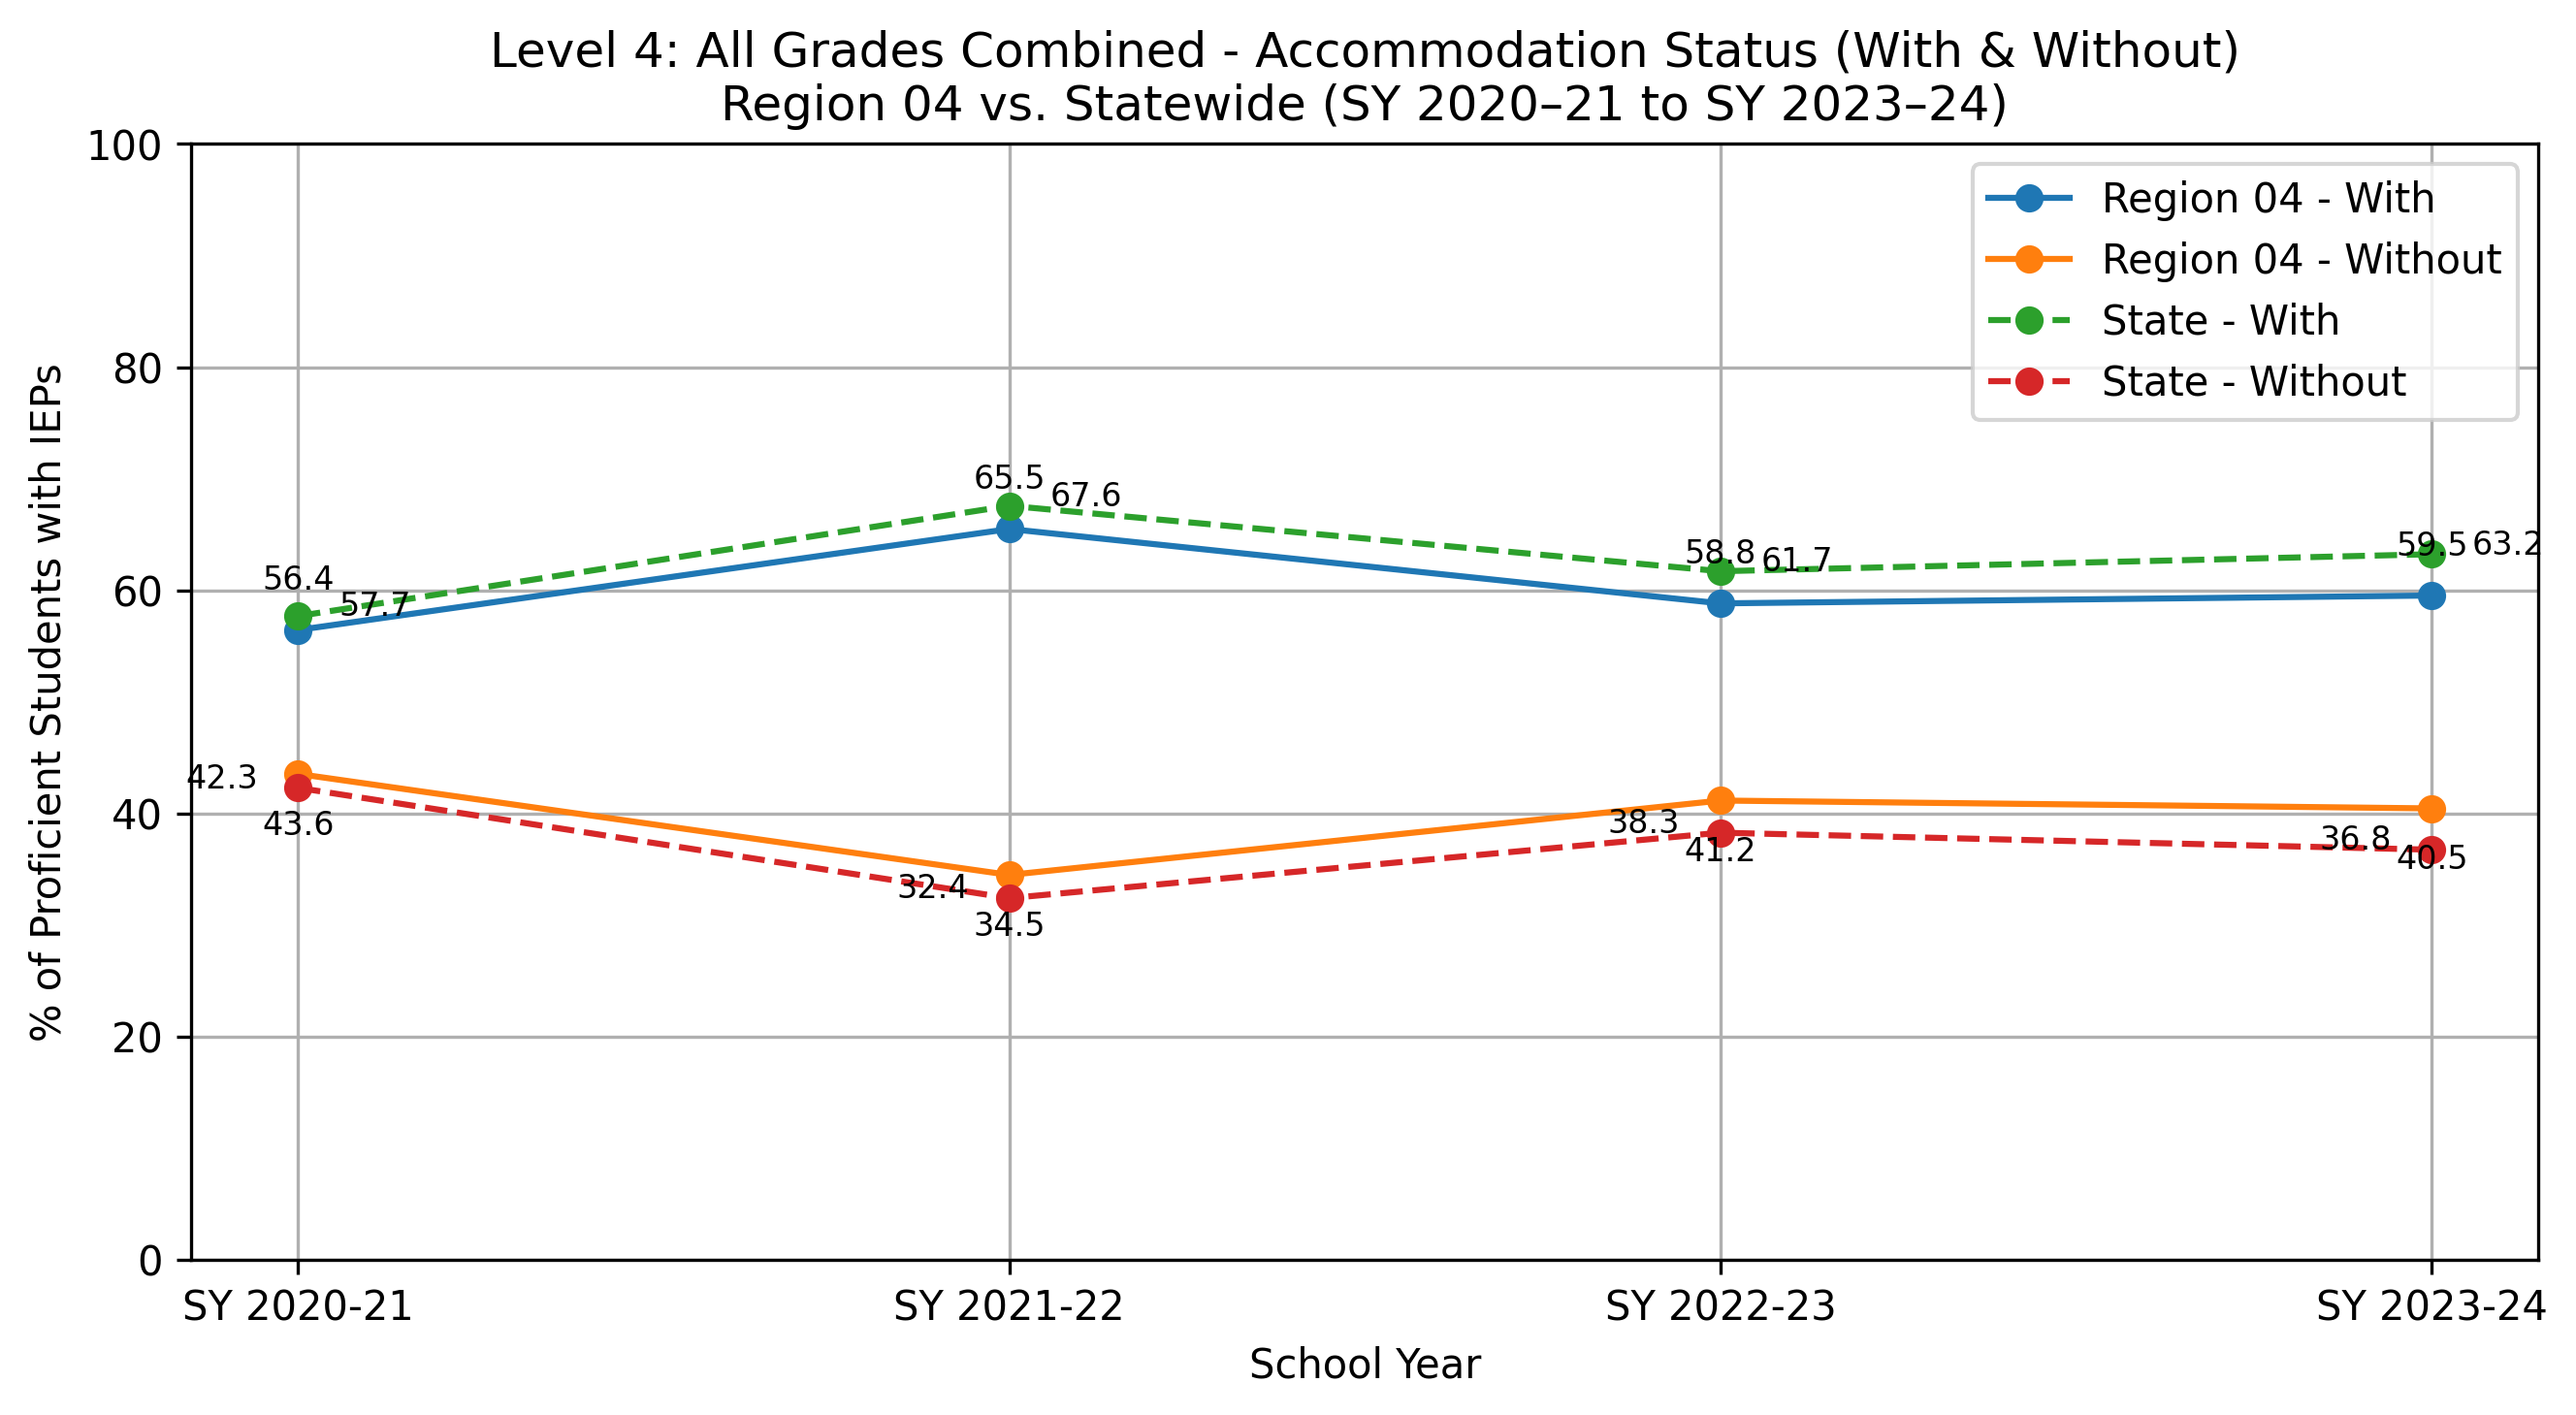 Level 4: All Grades Combined - Accommodation Status (With & Without)
Region 04 vs. Statewide (SY 2020–21 to SY 2023–24)
% of Proficient Students with IEPs
100
80
60
40
20
0
Region 04 - With
Region 04 - Without
State - With
State - Without
56.4
57.7
65.5
67.6
58.8
61.7
59.5
63.2
42.3
43.6
32.4
34.5
38.3
41.2
36.8
40.5
SY 2020-21
SY 2021-22
SY 2022-23
SY 2023-24
School Year